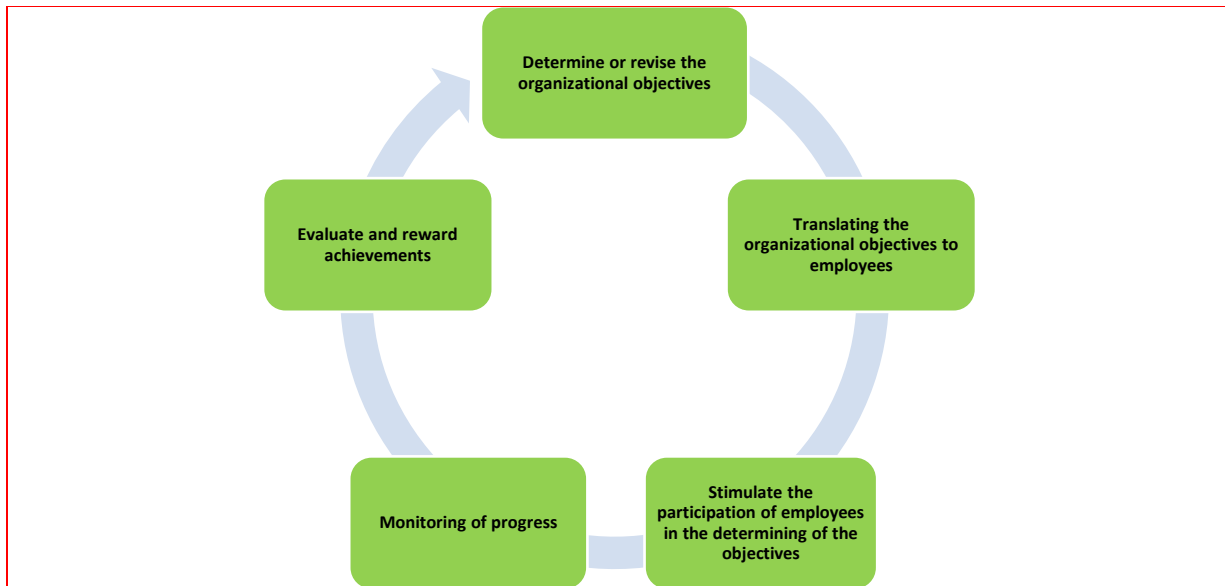 Determine or revise the
organizational objectives
Translating the
organizational objectives to
employees
Stimulate the
participation of employees
in the determining of the
objectives
Monitoring of progress
Evaluate and reward
achievements